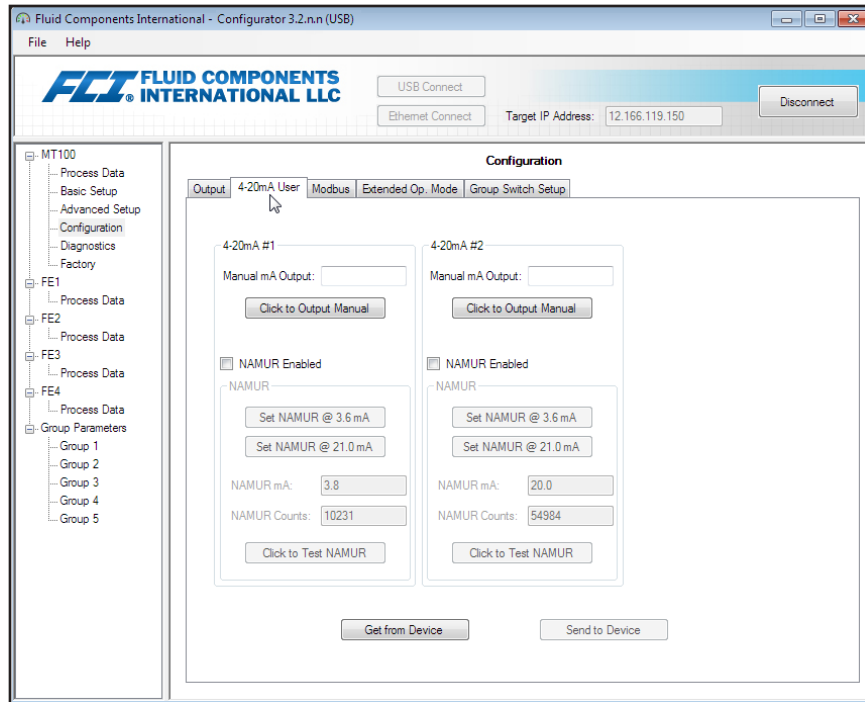 Fluid Components International - Configurator 3.2.n.n (USB)
File Help
FCI® FLUID COMPONENTS
INTERNATIONAL LLC
USB Connect
Ethernet Connect
Target IP Address: 12.166.119.150
Disconnect
MT100
Process Data
Basic Setup
Advanced Setup
Configuration
Diagnostics
Factory
FE1
Process Data
FE2
Process Data
FE3
Process Data
FE4
Process Data
Group Parameters
Group 1
Group 2
Group 3
Group 4
Group 5
Configuration
Output 4-20mA User Modbus Extended Op. Mode Group Switch Setup
4-20mA #1
Manual mA Output:
Click to Output Manual
NAMUR Enabled
NAMUR
Set NAMUR @ 3.6 mA
Set NAMUR @ 21.0 mA
NAMUR mA: 3.8
NAMUR Counts: 10231
Click to Test NAMUR
4-20mA #2
Manual mA Output:
Click to Output Manual
NAMUR Enabled
NAMUR
Set NAMUR @ 3.6 mA
Set NAMUR @ 21.0 mA
NAMUR mA: 20.0
NAMUR Counts: 54984
Click to Test NAMUR
Get from Device
Send to Device